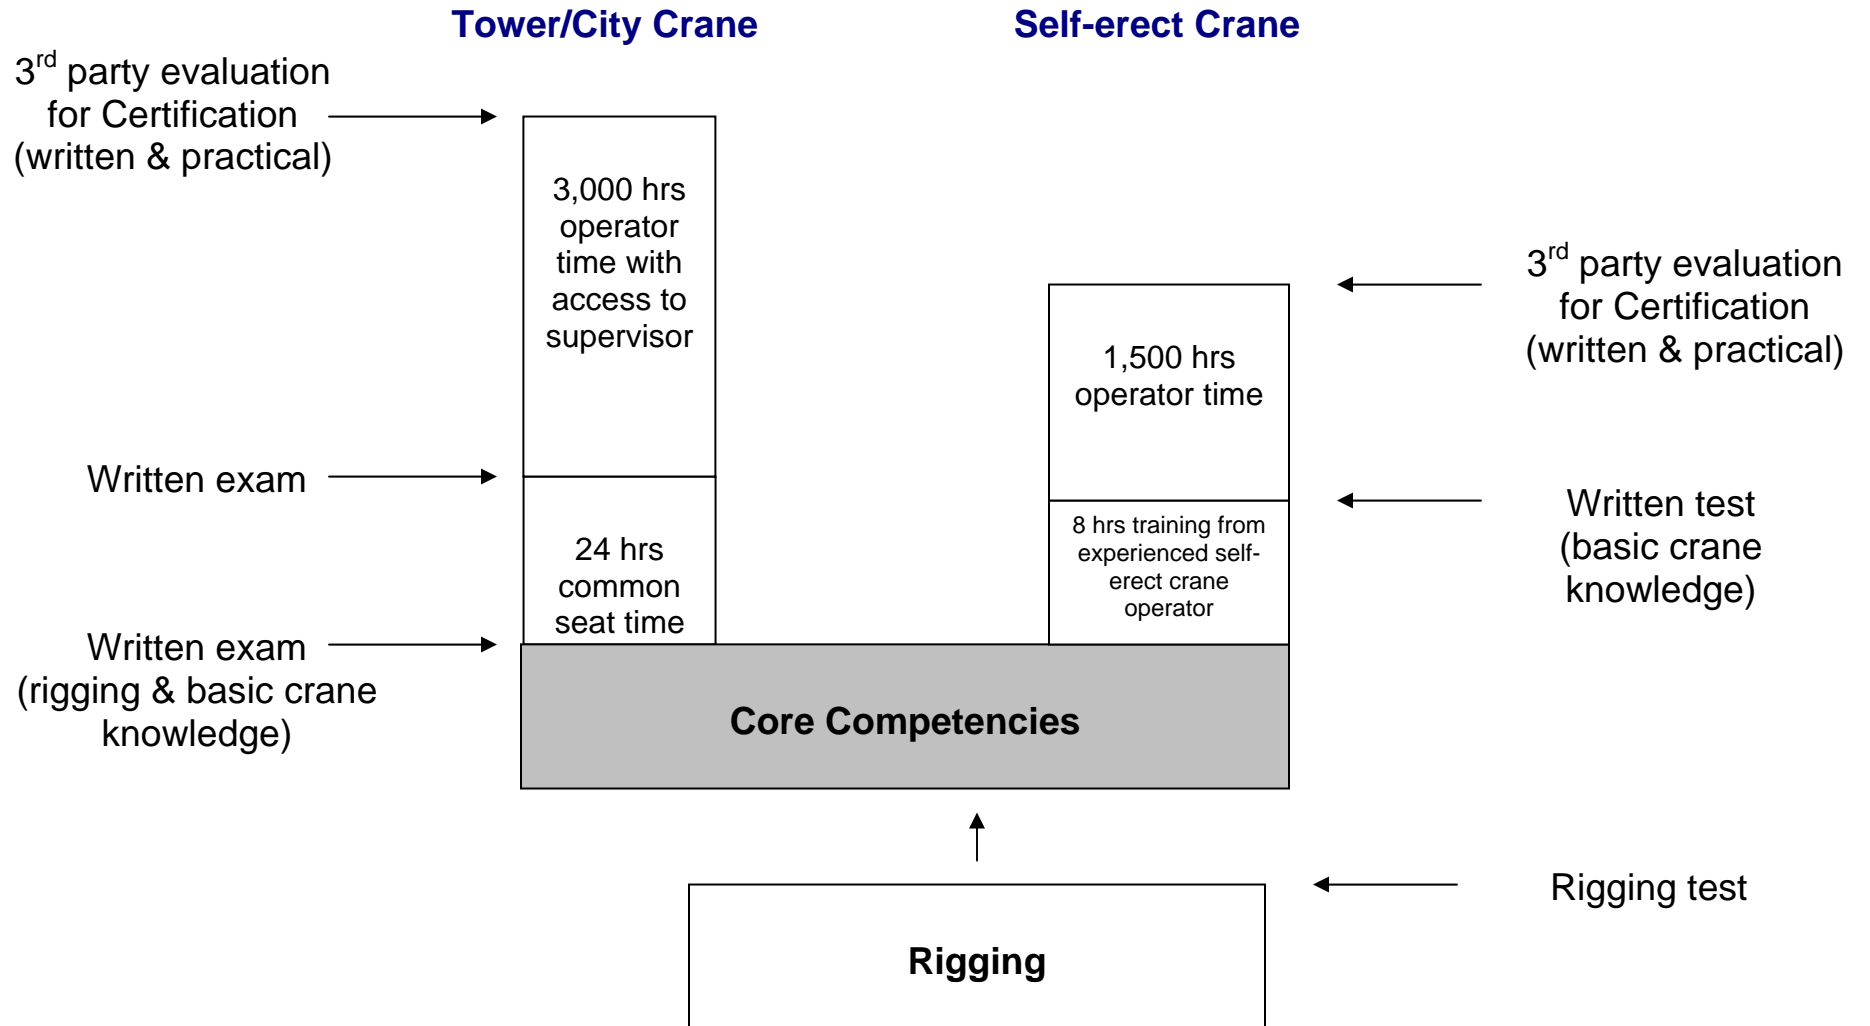 Tower/City Crane
Self-erect Crane
3rd party evaluation
for Certification
(written & practical)
3,000 hrs
operator
time with
access to
supervisor
3rd party evaluation
for Certification
(written & practical)
1,500 hrs
operator time
Written exam
Written test
(basic crane
knowledge)
24 hrs
common
seat time
8 hrs training from
experienced self-
erect crane
operator
Written exam
(rigging & basic crane
knowledge)
Core Competencies
Rigging test
Rigging